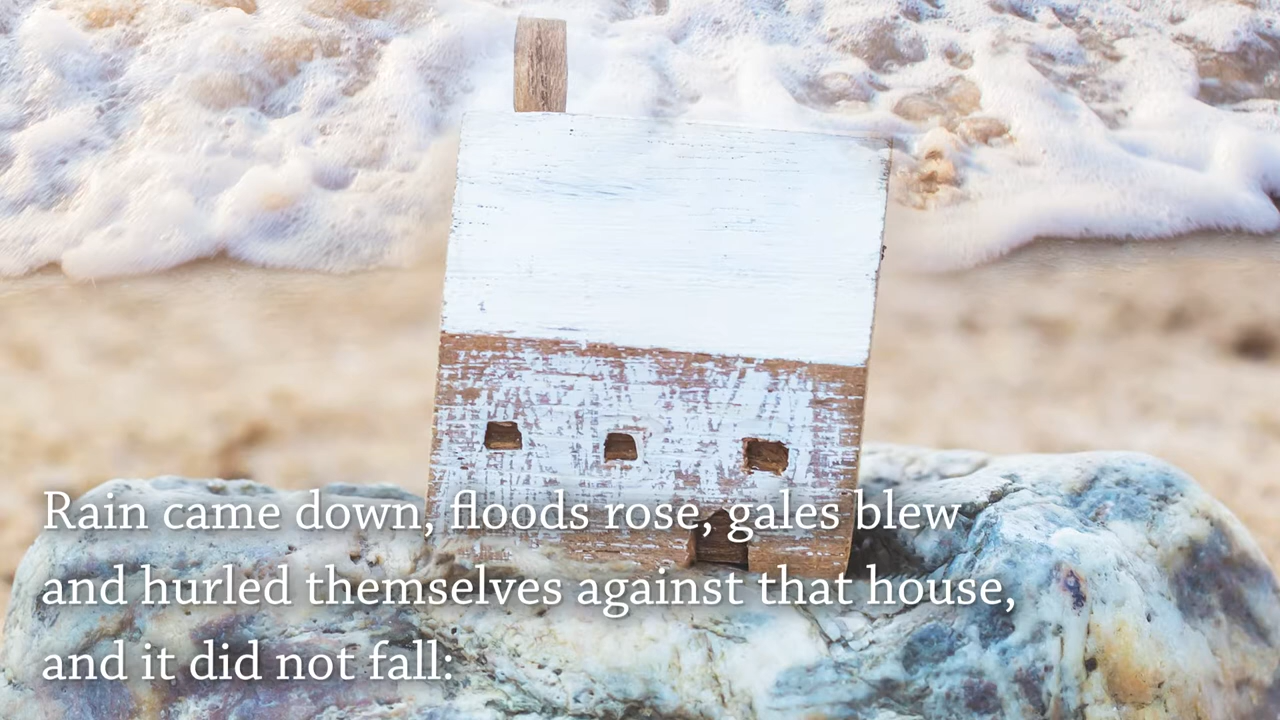 Rain came down, floods rose, gales blew
and hurled themselves against that house,
and it did not fall: